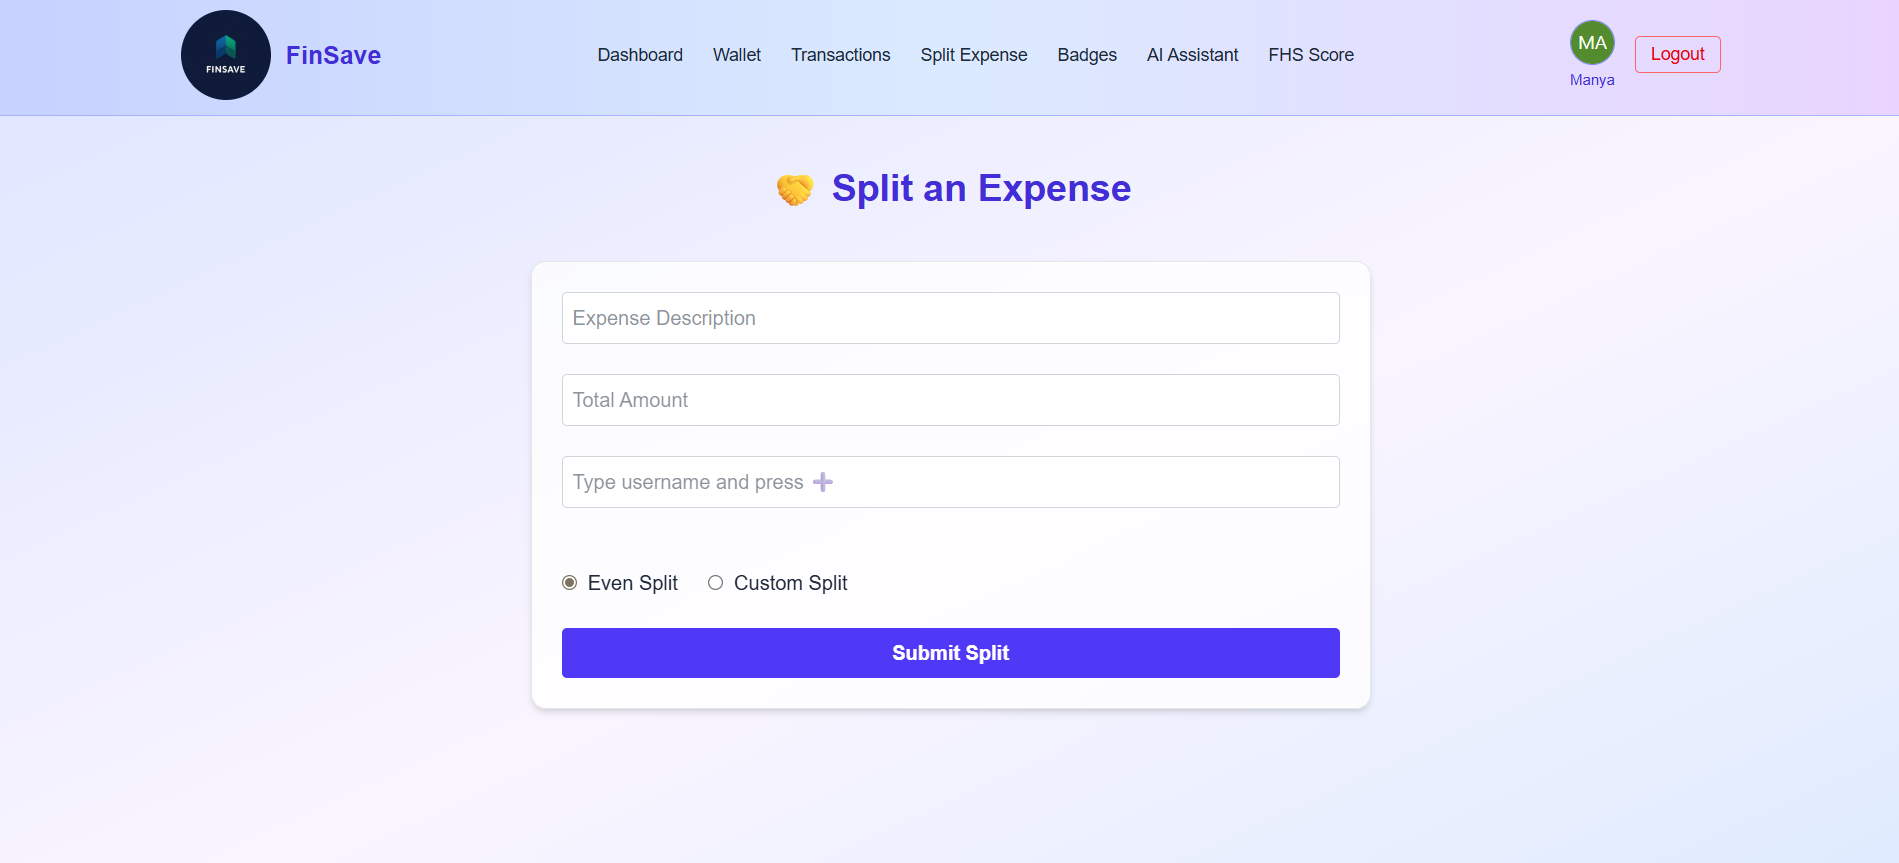 FINSAVE
FinSave
Dashboard Wallet Transactions Split Expense Badges AI Assistant FHS Score
MA
Manya
Logout
🤝 Split an Expense
Expense Description
Total Amount
Type username and press ➕
Even Split Custom Split
Submit Split